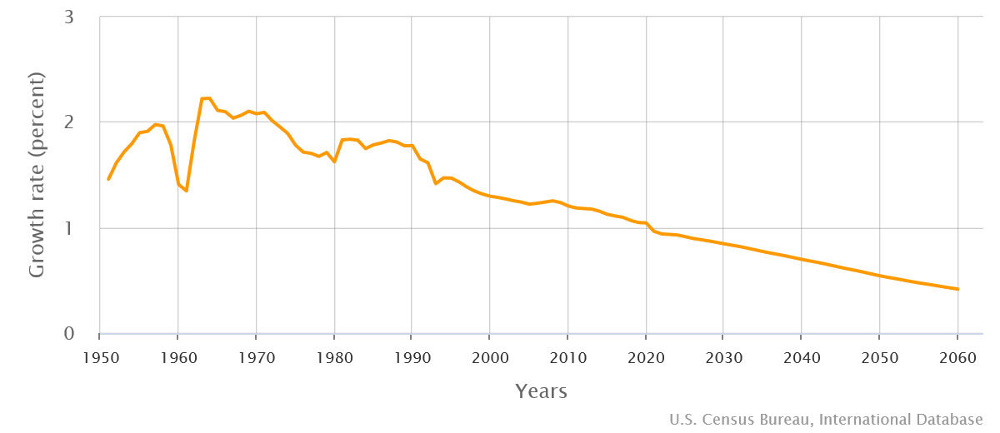 3
2
1
0
Growth rate (percent)
1950 1960 1970 1980 1990 2000 2010 2020 2030 2040 2050 2060
Years
U.S. Census Bureau, International Database